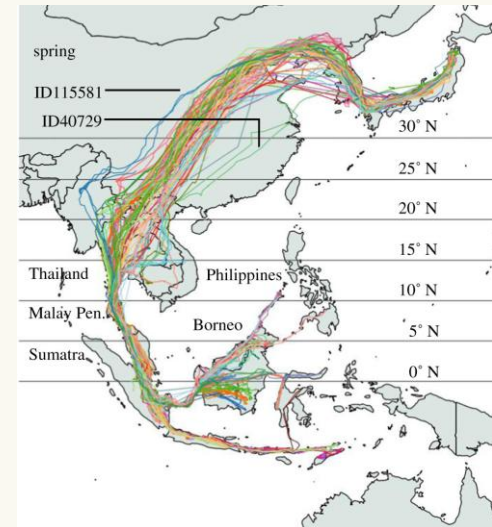 spring
ID115581
ID40729
30° N
25° N
20° N
15° N
Thailand
Philippines
10° N
Malay Pen.
Borneo
5° N
Sumatra
0° N